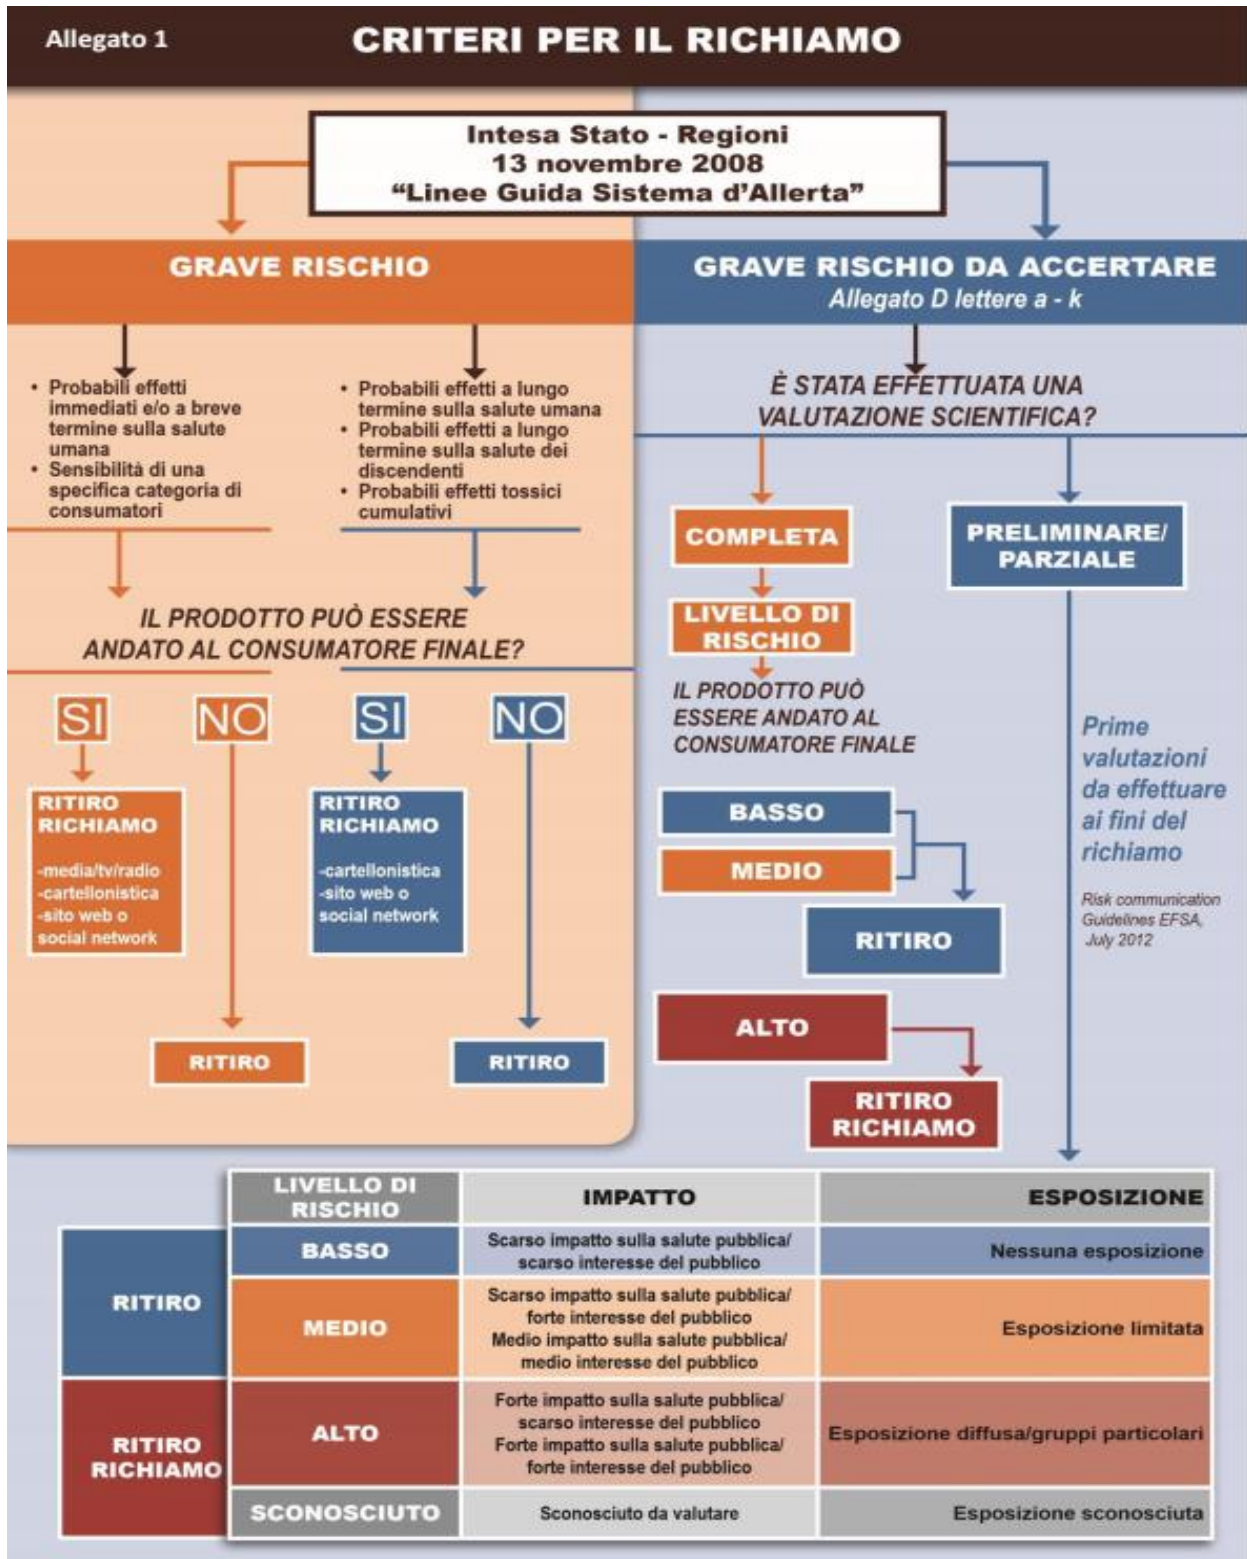 Allegato 1
CRITERI PER IL RICHIAMO
Intesa Stato - Regioni
13 novembre 2008
“Linee Guida Sistema d’Allerta”
GRAVE RISCHIO
• Probabili effetti
immediati e/o a breve
termine sulla salute
umana
• Sensibilità di una
specifica categoria di
consumatori
• Probabili effetti a lungo
termine sulla salute umana
• Probabili effetti a lungo
termine sulla salute dei
discendenti
• Probabili effetti tossici
cumulativi
IL PRODOTTO PUÒ ESSERE
ANDATO AL CONSUMATORE FINALE?
SI
NO
SI
NO
RITIRO
RICHIAMO
-media/tv/radio
-cartellonistica
-sito web o
social network
RITIRO
RICHIAMO
-cartellonistica
-sito web o
social network
RITIRO
RITIRO
GRAVE RISCHIO DA ACCERTARE
Allegato D lettere a - k
È STATA EFFETTUATA UNA
VALUTAZIONE SCIENTIFICA?
COMPLETA
LIVELLO DI
RISCHIO
IL PRODOTTO PUÒ
ESSERE ANDATO AL
CONSUMATORE FINALE
BASSO
MEDIO
RITIRO
ALTO
RITIRO
RICHIAMO
PRELIMINARE/
PARZIALE
Prime
valutazioni
da effettuare
ai fini del
richiamo
Risk communication
Guidelines EFSA,
July 2012
LIVELLO DI
RISCHIO
IMPATTO
ESPOSIZIONE
RITIRO
BASSO
Scarso impatto sulla salute pubblica/
scarso interesse del pubblico
Nessuna esposizione
MEDIO
Scarso impatto sulla salute pubblica/
forte interesse del pubblico
Medio impatto sulla salute pubblica/
medio interesse del pubblico
Esposizione limitata
RITIRO
RICHIAMO
ALTO
Forte impatto sulla salute pubblica/
scarso interesse del pubblico
Forte impatto sulla salute pubblica/
forte interesse del pubblico
Esposizione diffusa/gruppi particolari
SCONOSCIUTO
Sconosciuto da valutare
Esposizione sconosciuta